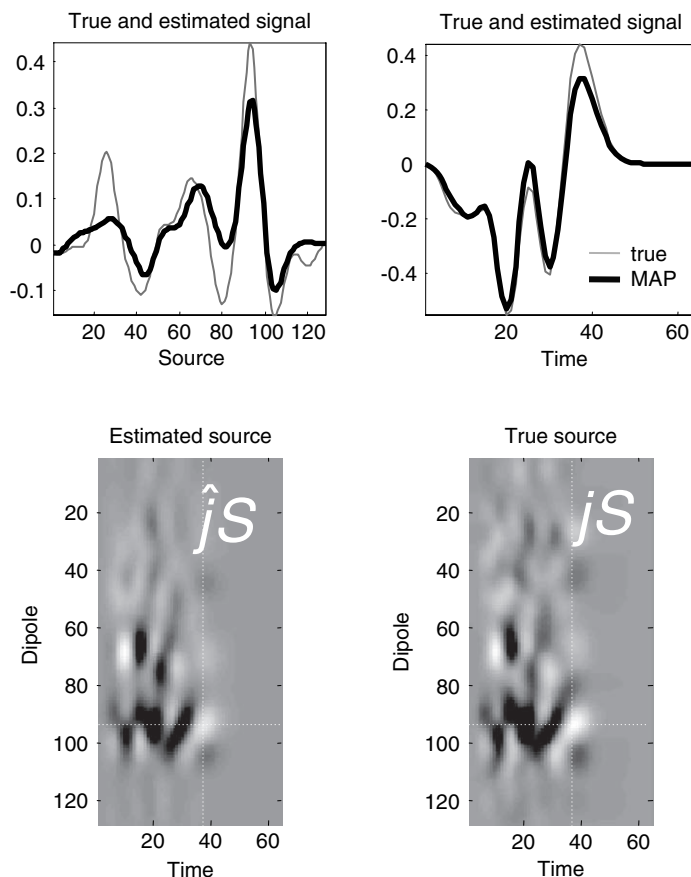 True and estimated signal
0.4
0.3
0.2
0.1
0
-0.1
20 40 60 80 100 120
Source
True and estimated signal
0.4
0.2
0
-0.2
-0.4
true
MAP
20 40 60
Time
Estimated source
20
40
60
80
100
120
Dipole
ĵS
20 40 60
Time
True source
20
40
60
80
100
120
Dipole
jS
20 40 60
Time